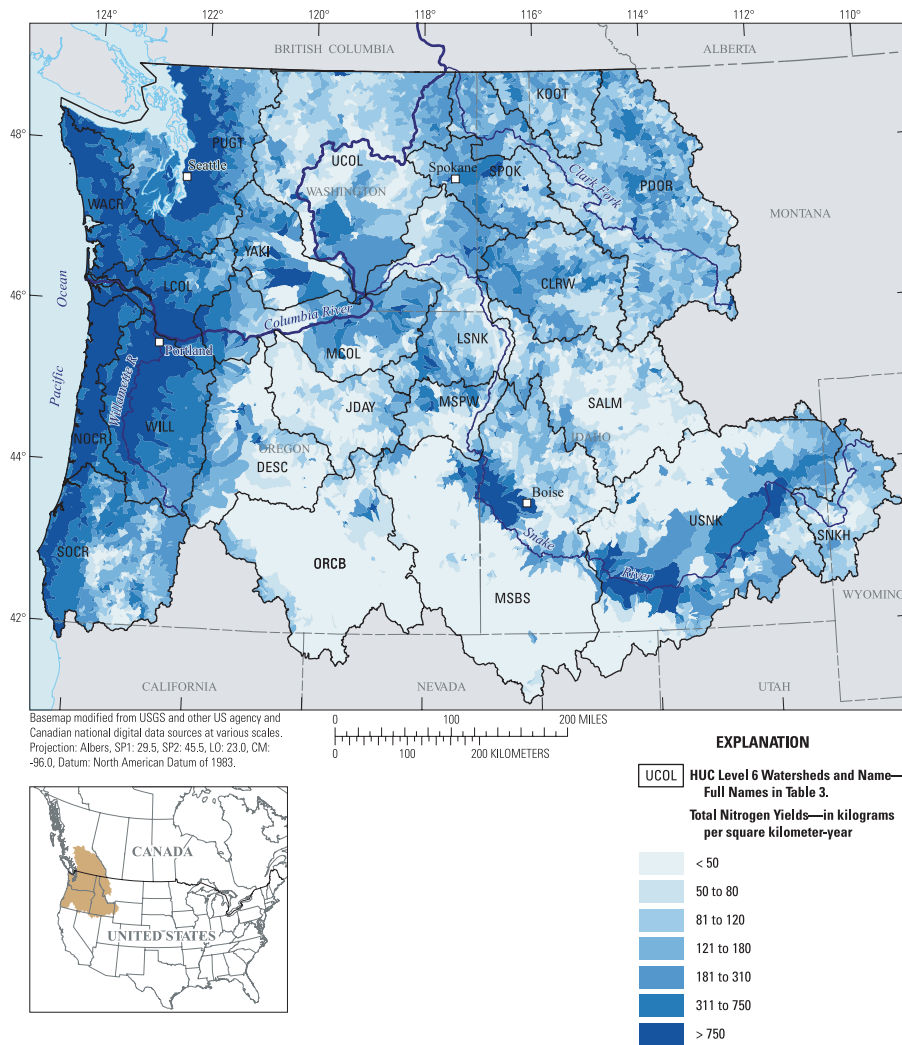 124° 122° 120° 118° 116° 114° 112° 110°
BRITISH COLUMBIA
ALBERTA
48°
46°
44°
42°
KOOT
PUGT
UCOL
Seattle
Spokane
SPOK
WASHINGTON
Clark Fork
PDOR
WACR
MONTANA
YAKI
Pacific Ocean
LCOL
CLRW
Columbia River
Portland
MCOL
LSNK
Willamette R
JDAY
MSPW
SALM
NOCR
WILL
OREGON
IDAHO
DESC
Boise
USNK
SNKH
SOCR
Snake River
ORCB
MSBS
WYOMING
CALIFORNIA
NEVADA
UTAH
Basemap modified from USGS and other US agency and
Canadian national digital data sources at various scales.
Projection: Albers, SP1: 29.5, SP2: 45.5, LO: 23.0, CM:
-96.0, Datum: North American Datum of 1983.
0 100 200 MILES
0 100 200 KILOMETERS
CANADA
UNITED STATES
EXPLANATION
UCOL HUC Level 6 Watersheds and Name—
Full Names in Table 3.
Total Nitrogen Yields—in kilograms
per square kilometer-year
< 50
50 to 80
81 to 120
121 to 180
181 to 310
311 to 750
> 750